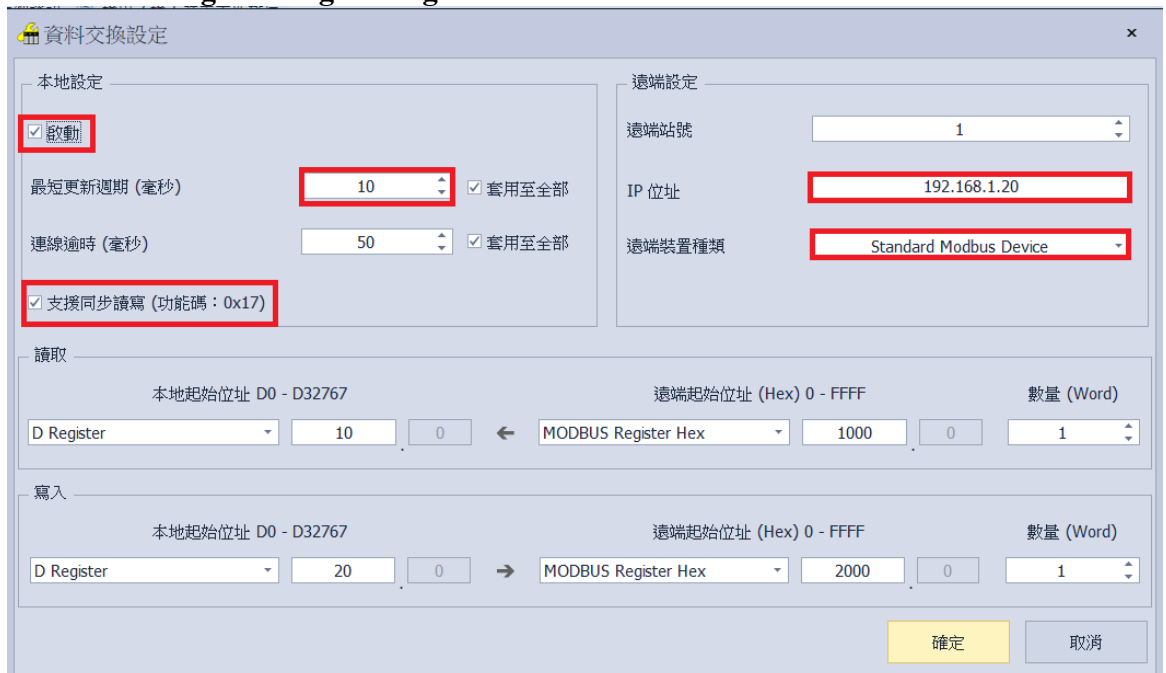 資料交換設定
×
本地設定
啟動
最短更新週期 (毫秒) 10 套用至全部
連線逾時 (毫秒) 50 套用至全部
支援同步讀寫 (功能碼：0x17)
遠端設定
遠端站號 1
IP 位址 192.168.1.20
遠端裝置種類 Standard Modbus Device
讀取
本地起始位址 D0 - D32767 遠端起始位址 (Hex) 0 - FFFF 數量 (Word)
D Register 10 . 0 ← MODBUS Register Hex 1000 . 0 1
寫入
本地起始位址 D0 - D32767 遠端起始位址 (Hex) 0 - FFFF 數量 (Word)
D Register 20 . 0 → MODBUS Register Hex 2000 . 0 1
確定 取消